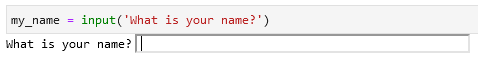 my_name = input('What is your name?')
What is your name?